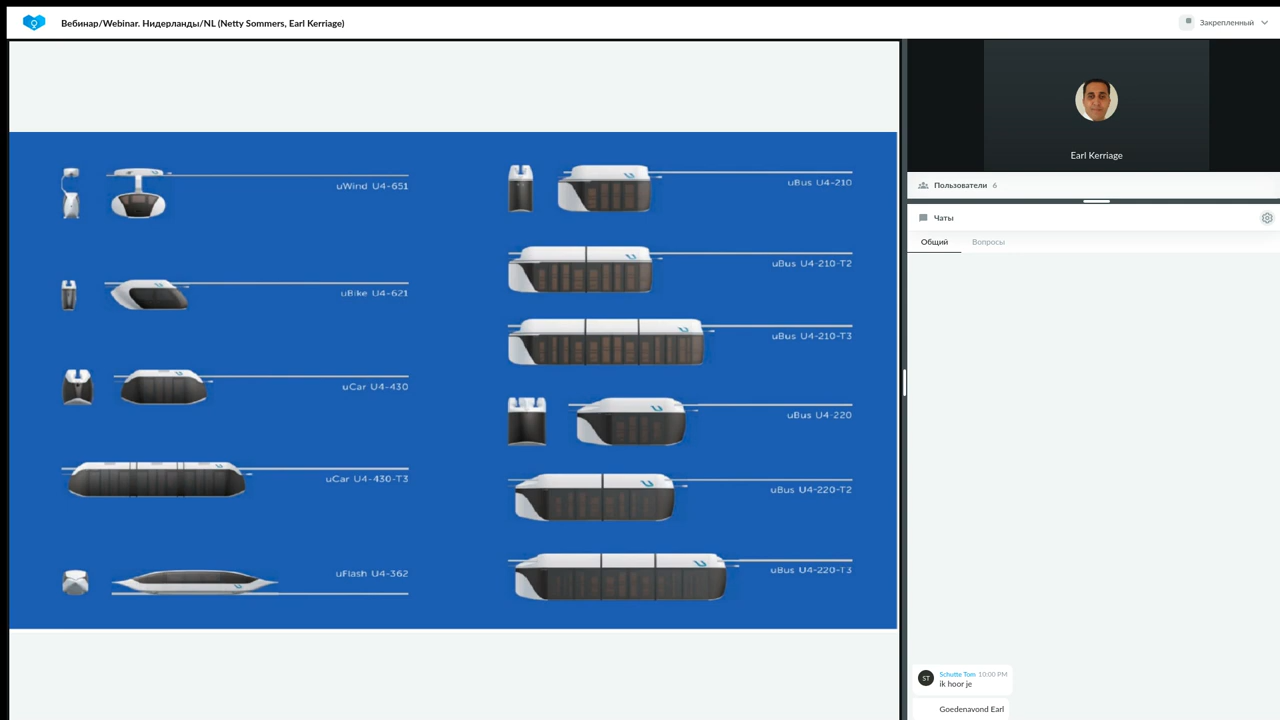 Вебинар/Webinar. Нидерланды/NL (Netty Sommers, Earl Kerriage)
Закрепленный
uWind U4-651
uBike U4-621
uCar U4-430
uCar U4-430-T3
uFlash U4-362
uBus U4-210
uBus U4-210-T2
uBus U4-210-T3
uBus U4-220
uBus U4-220-T2
uBus U4-220-T3
Earl Kerriage
Пользователи 6
Чаты
Общий Вопросы
ST Schutte Tom 10:00 PM
ik hoor je
Goedenavond Earl